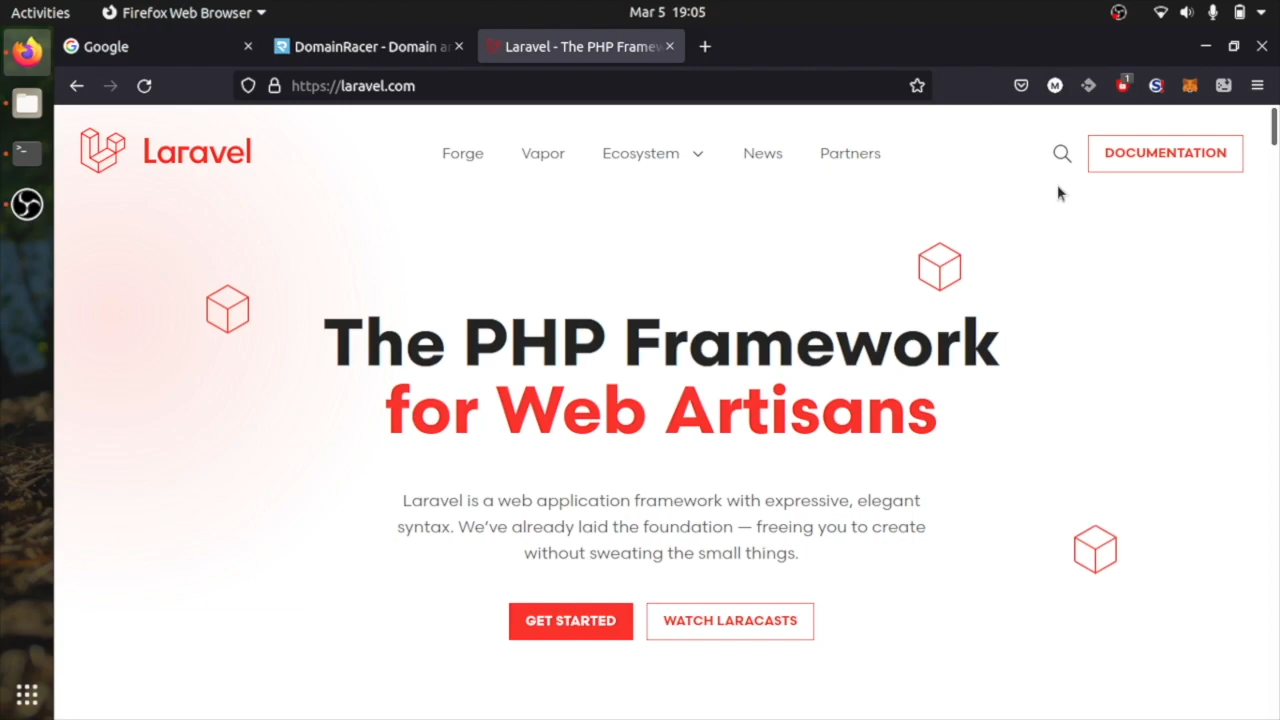 Activities
Firefox Web Browser
Mar 5 19:05
Google
DomainRacer - Domain a
Laravel - The PHP Framew
https://laravel.com
M
1
S
Laravel
Forge
Vapor
Ecosystem
News
Partners
DOCUMENTATION
The PHP Framework
for Web Artisans
Laravel is a web application framework with expressive, elegant
syntax. We've already laid the foundation — freeing you to create
without sweating the small things.
GET STARTED
WATCH LARACASTS